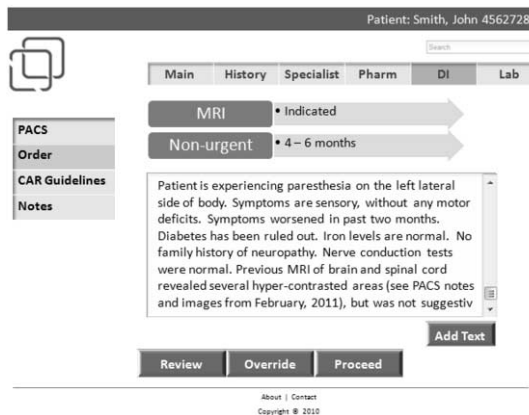 Patient: Smith, John 4562728
Search
Main History Specialist Pharm DI Lab
MRI • Indicated
Non-urgent • 4 – 6 months
PACS
Order
CAR Guidelines
Notes
Patient is experiencing paresthesia on the left lateral
side of body. Symptoms are sensory, without any motor
deficits. Symptoms worsened in past two months.
Diabetes has been ruled out. Iron levels are normal. No
family history of neuropathy. Nerve conduction tests
were normal. Previous MRI of brain and spinal cord
revealed several hyper-contrasted areas (see PACS notes
and images from February, 2011), but was not suggestiv
Add Text
Review Override Proceed
About | Contact
Copyright © 2010